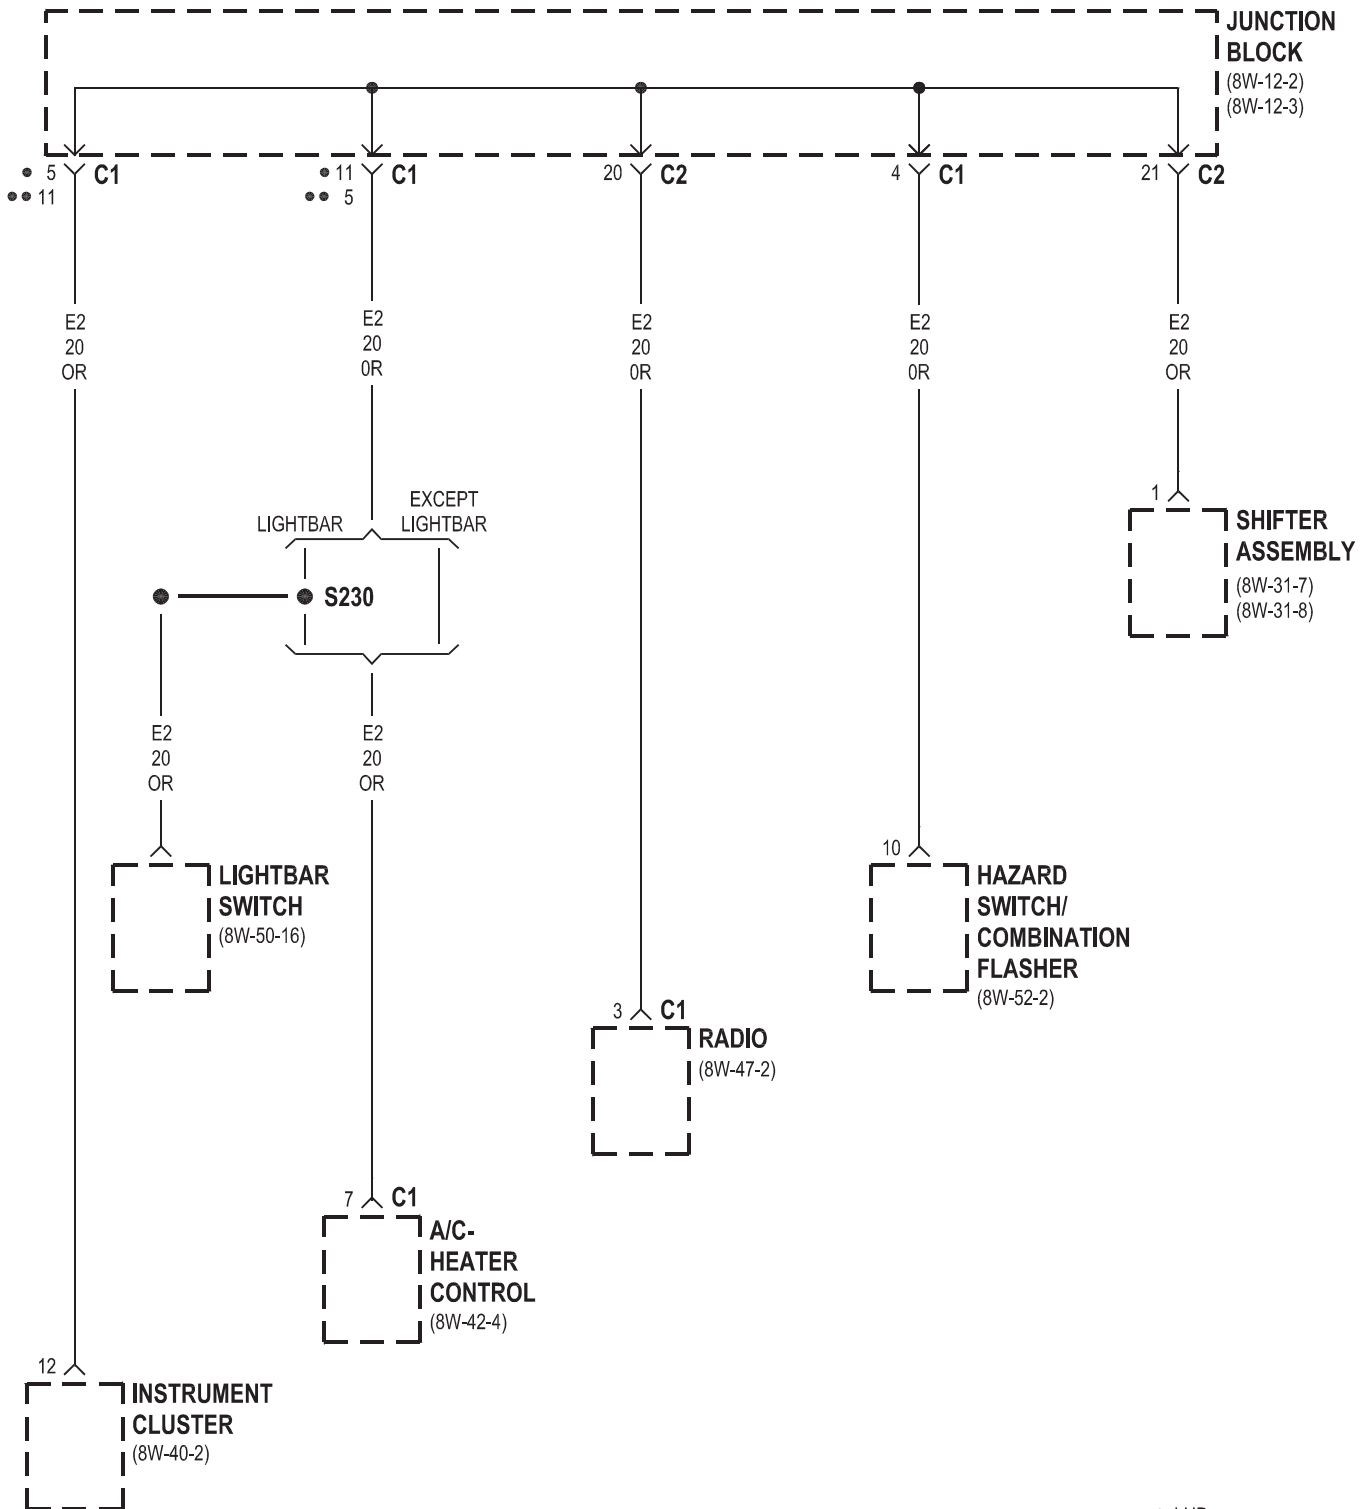 JUNCTION
BLOCK
(8W-12-2)
(8W-12-3)
5 C1
11
11 C1
5
20 C2
4 C1
21 C2
E2
20
OR
E2
20
0R
E2
20
0R
E2
20
0R
E2
20
OR
LIGHTBAR
EXCEPT
LIGHTBAR
S230
1
SHIFTER
ASSEMBLY
(8W-31-7)
(8W-31-8)
E2
20
OR
E2
20
OR
LIGHTBAR
SWITCH
(8W-50-16)
10
HAZARD
SWITCH/
COMBINATION
FLASHER
(8W-52-2)
3 C1
RADIO
(8W-47-2)
7 C1
A/C-
HEATER
CONTROL
(8W-42-4)
12
INSTRUMENT
CLUSTER
(8W-40-2)